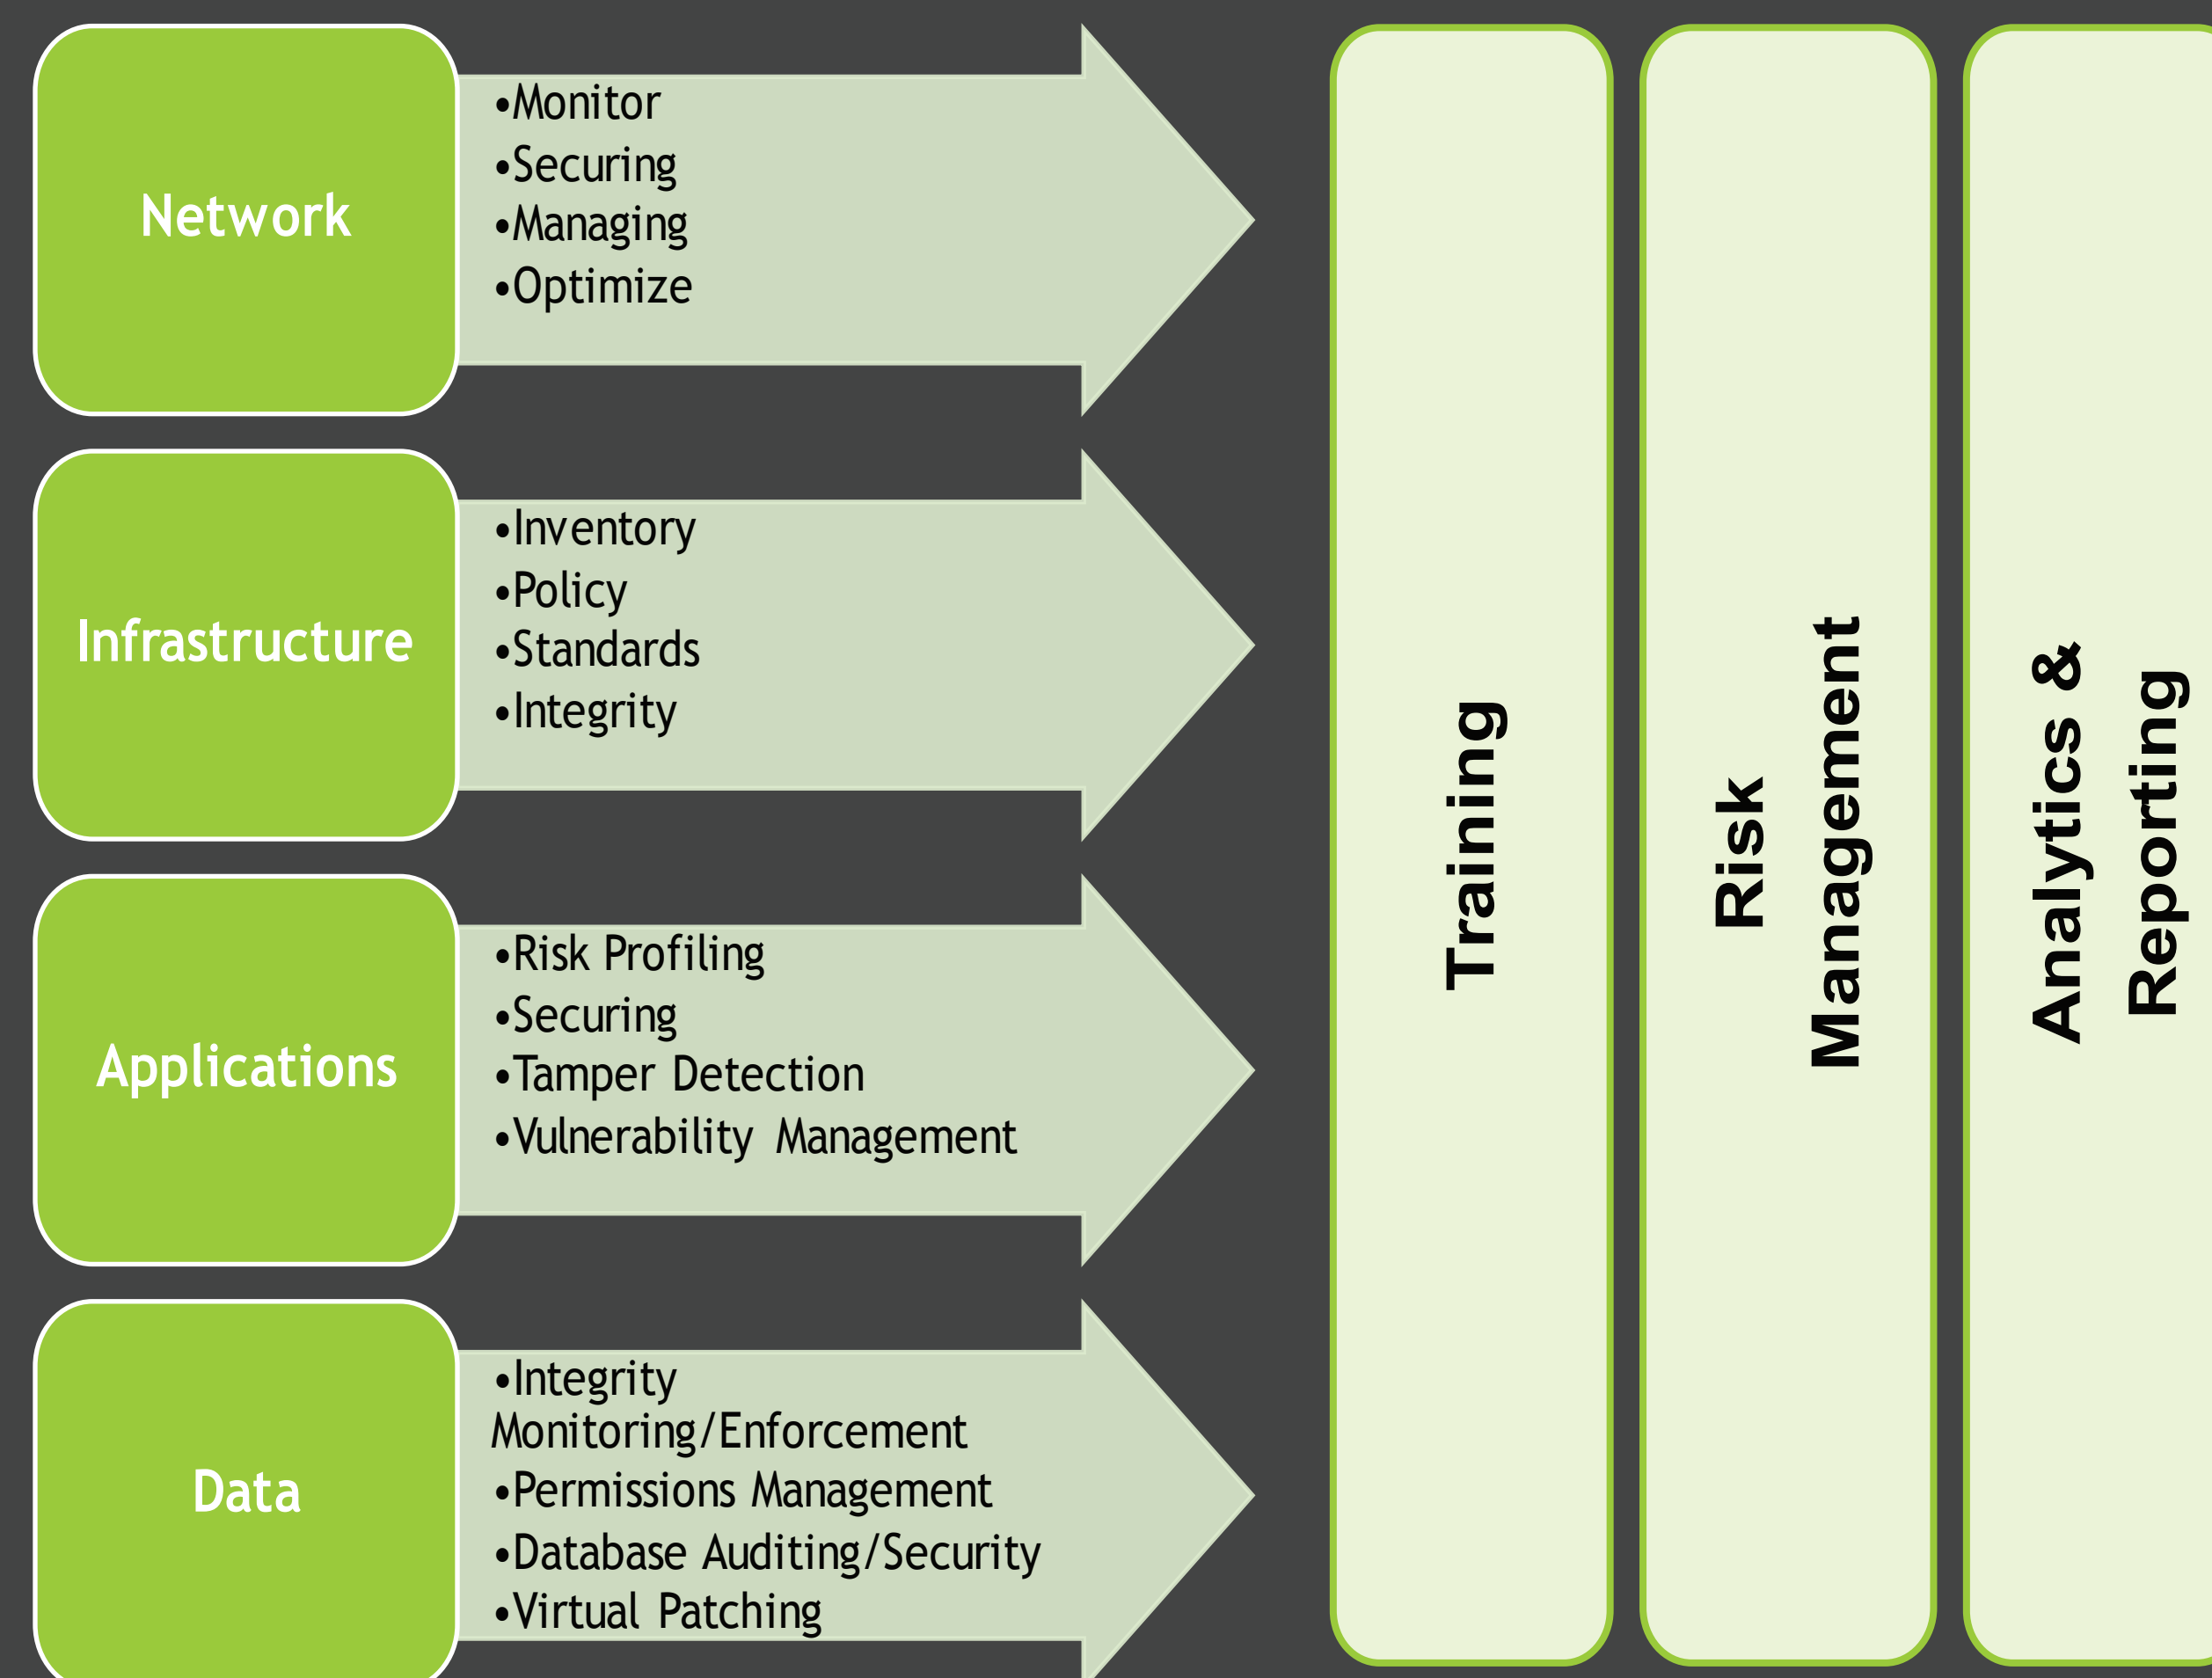 Network
•Monitor
•Securing
•Managing
•Optimize
Infrastructure
•Inventory
•Policy
•Standards
•Integrity
Applications
•Risk Profiling
•Securing
•Tamper Detection
•Vulnerability Management
Data
•Integrity
Monitoring/Enforcement
•Permissions Management
•Database Auditing/Security
•Virtual Patching
Training
Risk
Management
Analytics &
Reporting